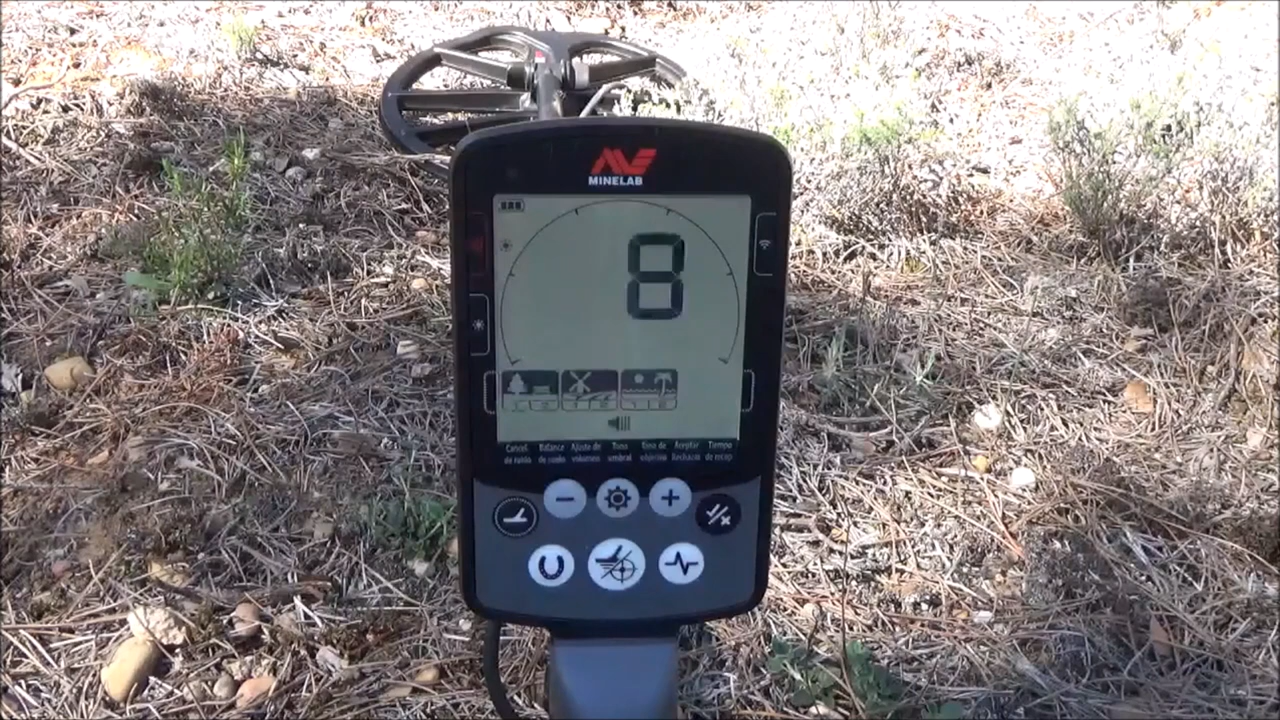 MINELAB
8
Cancel. de ruido
Balance de suelo
Ajuste de volumen
Tono umbral
Tono de objetivo
Aceptar Rechazar
Tiempo de recup.